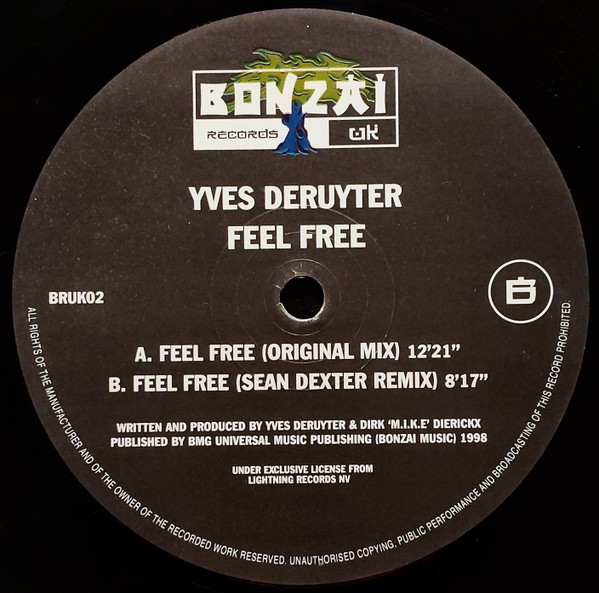 BONZAI
RECORDS UK
YVES DERUYTER
FEEL FREE
BRUK02
B
A. FEEL FREE (ORIGINAL MIX) 12'21"
B. FEEL FREE (SEAN DEXTER REMIX) 8'17"
WRITTEN AND PRODUCED BY YVES DERUYTER & DIRK 'M.I.K.E' DIERICKX
PUBLISHED BY BMG UNIVERSAL MUSIC PUBLISHING (BONZAI MUSIC) 1998
UNDER EXCLUSIVE LICENSE FROM
LIGHTNING RECORDS NV
ALL RIGHTS OF THE MANUFACTURER AND OF THE OWNER OF THE RECORDED WORK RESERVED. UNAUTHORISED COPYING, PUBLIC PERFORMANCE AND BROADCASTING OF THIS RECORD PROHIBITED.